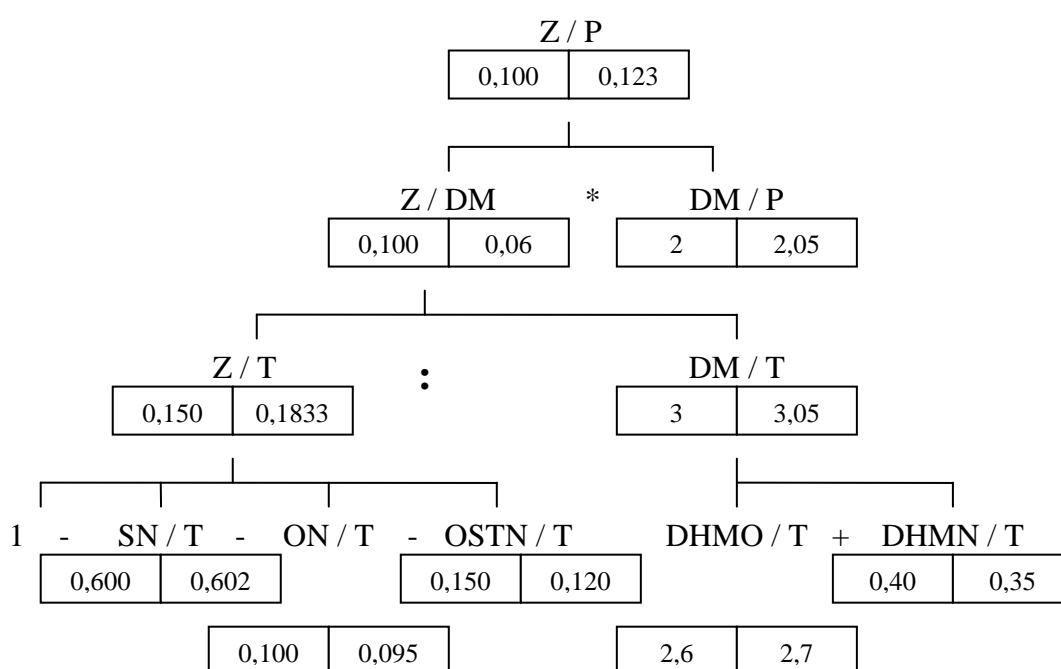 Z / P
0,100 0,123
Z / DM * DM / P
0,100 0,06 2 2,05
Z / T : DM / T
0,150 0,1833 3 3,05
1 - SN / T - ON / T - OSTN / T DHMO / T + DHMN / T
0,600 0,602 0,150 0,120 0,40 0,35
0,100 0,095 2,6 2,7